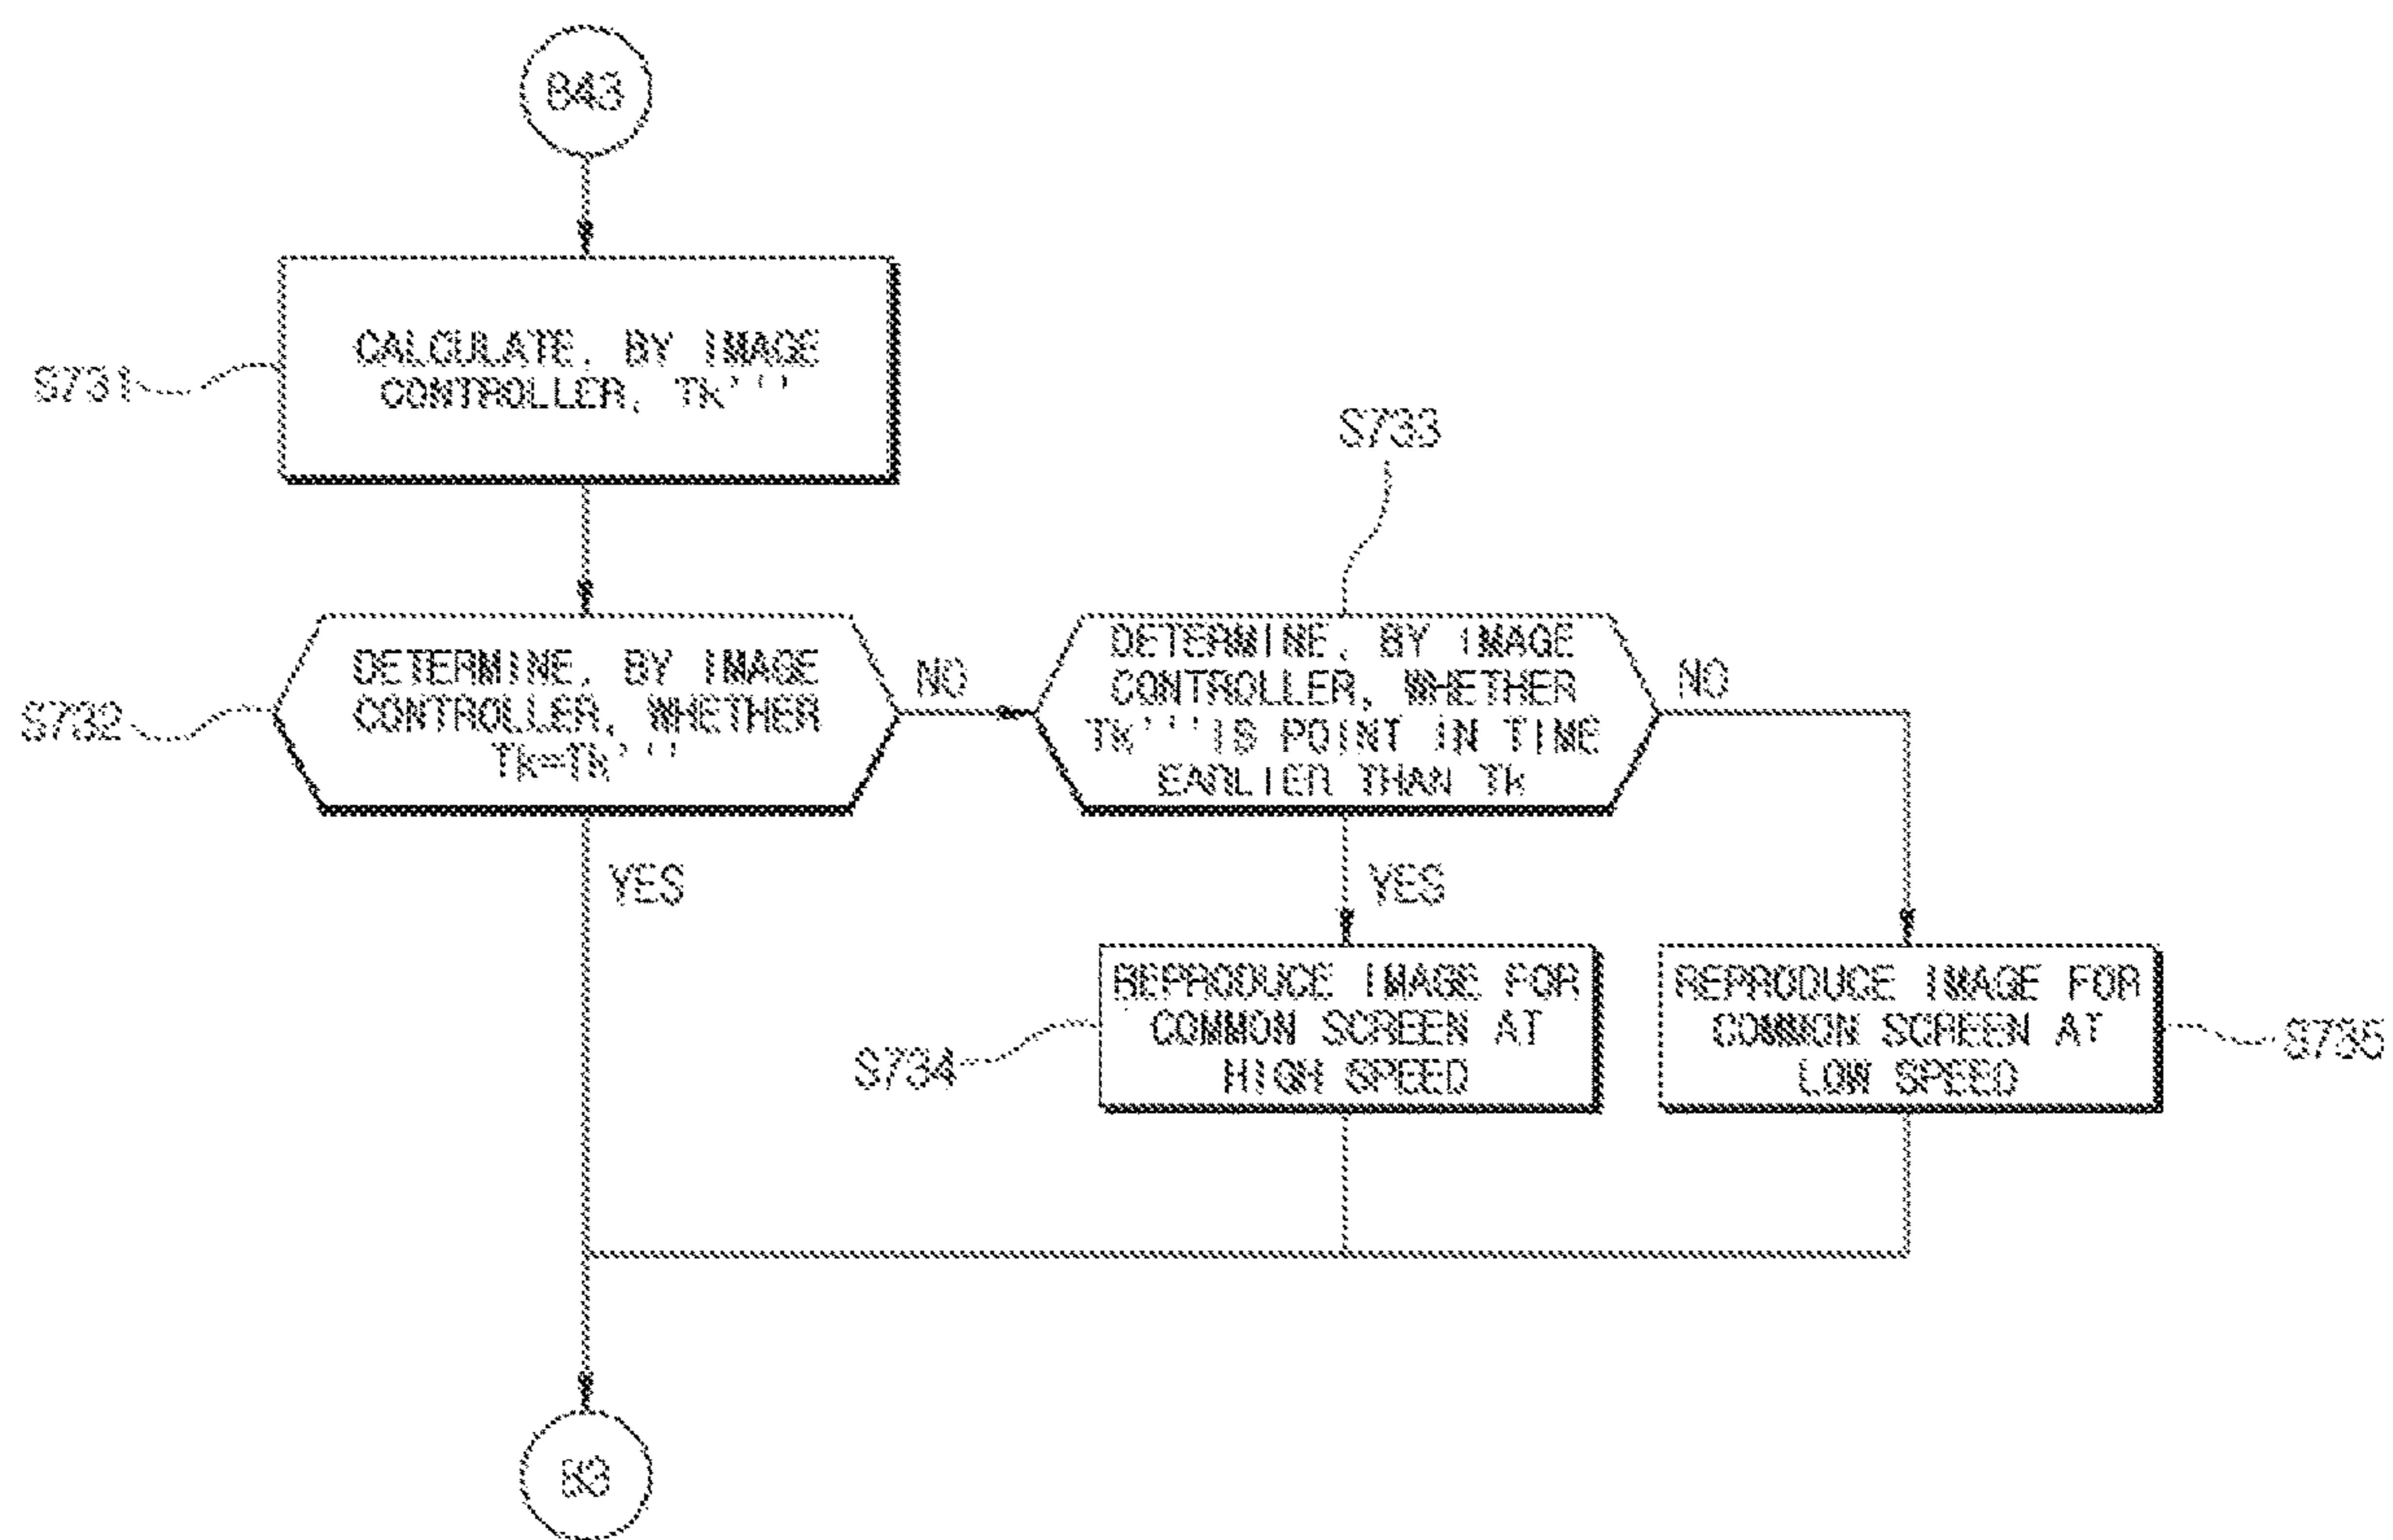 B43
S731
CALCULATE, BY IMAGE
CONTROLLER, Tk'''
S732
DETERMINE, BY IMAGE
CONTROLLER, WHETHER
Tk=Tk'''
NO
YES
S733
DETERMINE, BY IMAGE
CONTROLLER, WHETHER
Tk''' IS POINT IN TIME
EARLIER THAN Tk
NO
YES
S734
REPRODUCE IMAGE FOR
COMMON SCREEN AT
HIGH SPEED
REPRODUCE IMAGE FOR
COMMON SCREEN AT
LOW SPEED
S735